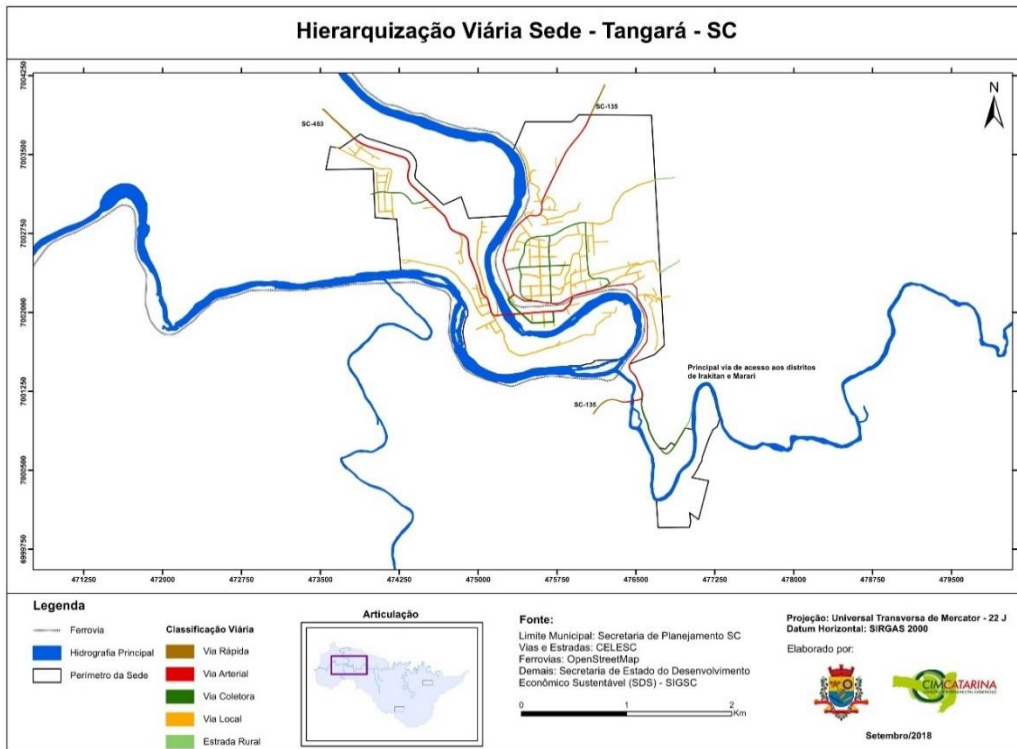 Hierarquização Viária Sede - Tangará - SC
7004250
7003500
7002750
7002000
7001250
7000500
6999750
N
SC-135
SC-453
Principal via de acesso aos distritos
de Irakitan e Marari
SC-135
471250
472000
472750
473500
474250
475000
475750
476500
477250
478000
478750
479500
Legenda
Ferrovia
Hidrografia Principal
Perímetro da Sede
Classificação Viária
Via Rápida
Via Arterial
Via Coletora
Via Local
Estrada Rural
Articulação
Fonte:
Limite Municipal: Secretaria de Planejamento SC
Vias e Estradas: CELESC
Ferrovias: OpenStreetMap
Demais: Secretaria de Estado do Desenvolvimento
Econômico Sustentável (SDS) - SIGSC
0 1 2
Km
Projeção: Universal Transversa de Mercator - 22 J
Datum Horizontal: SIRGAS 2000
Elaborado por:
CIMCATARINA
Setembro/2018